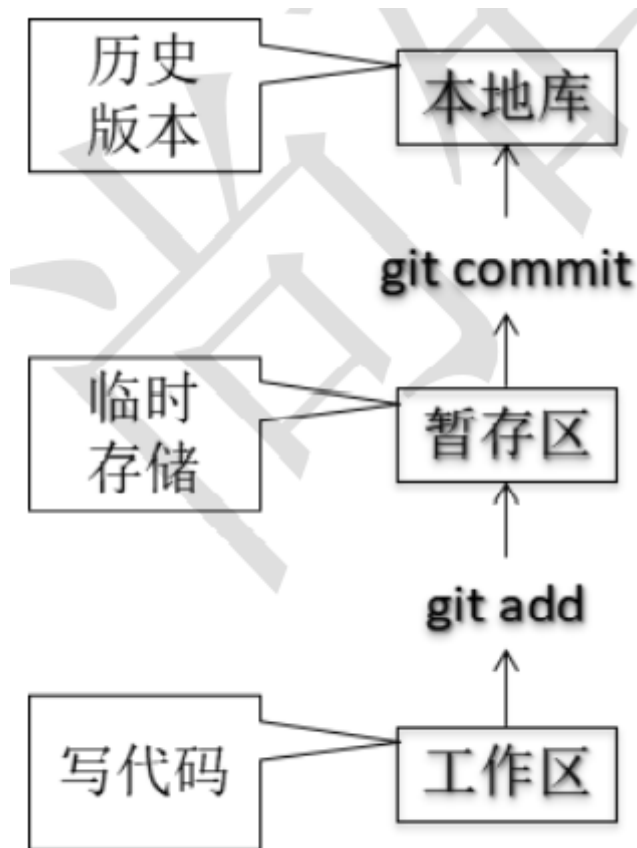 历史
版本
本地库
git commit
临时
存储
暂存区
git add
写代码
工作区